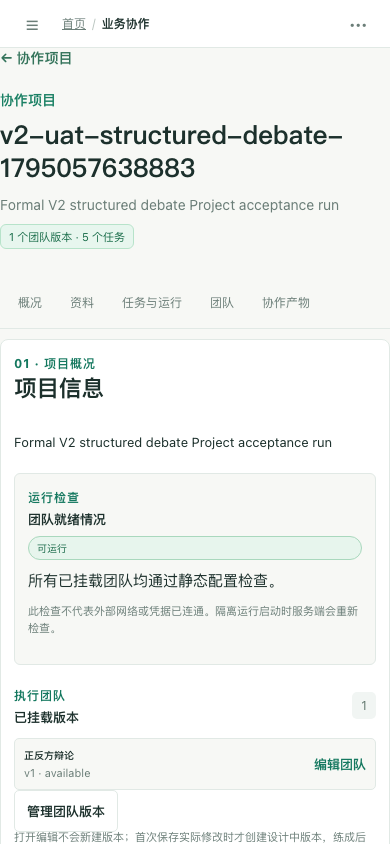 首页 / 业务协作
← 协作项目
协作项目
v2-uat-structured-debate-
1795057638883
Formal V2 structured debate Project acceptance run
1 个团队版本 · 5 个任务
概况 资料 任务与运行 团队 协作产物
01 · 项目概况
项目信息
Formal V2 structured debate Project acceptance run
运行检查
团队就绪情况
可运行
所有已挂载团队均通过静态配置检查。
此检查不代表外部网络或凭据已连通。隔离运行启动时服务端会重新
检查。
执行团队
已挂载版本
1
正反方辩论
v1 · available
编辑团队
管理团队版本
打开编辑不会新建版本；首次保存实际修改时才创建设计中版本，练成后